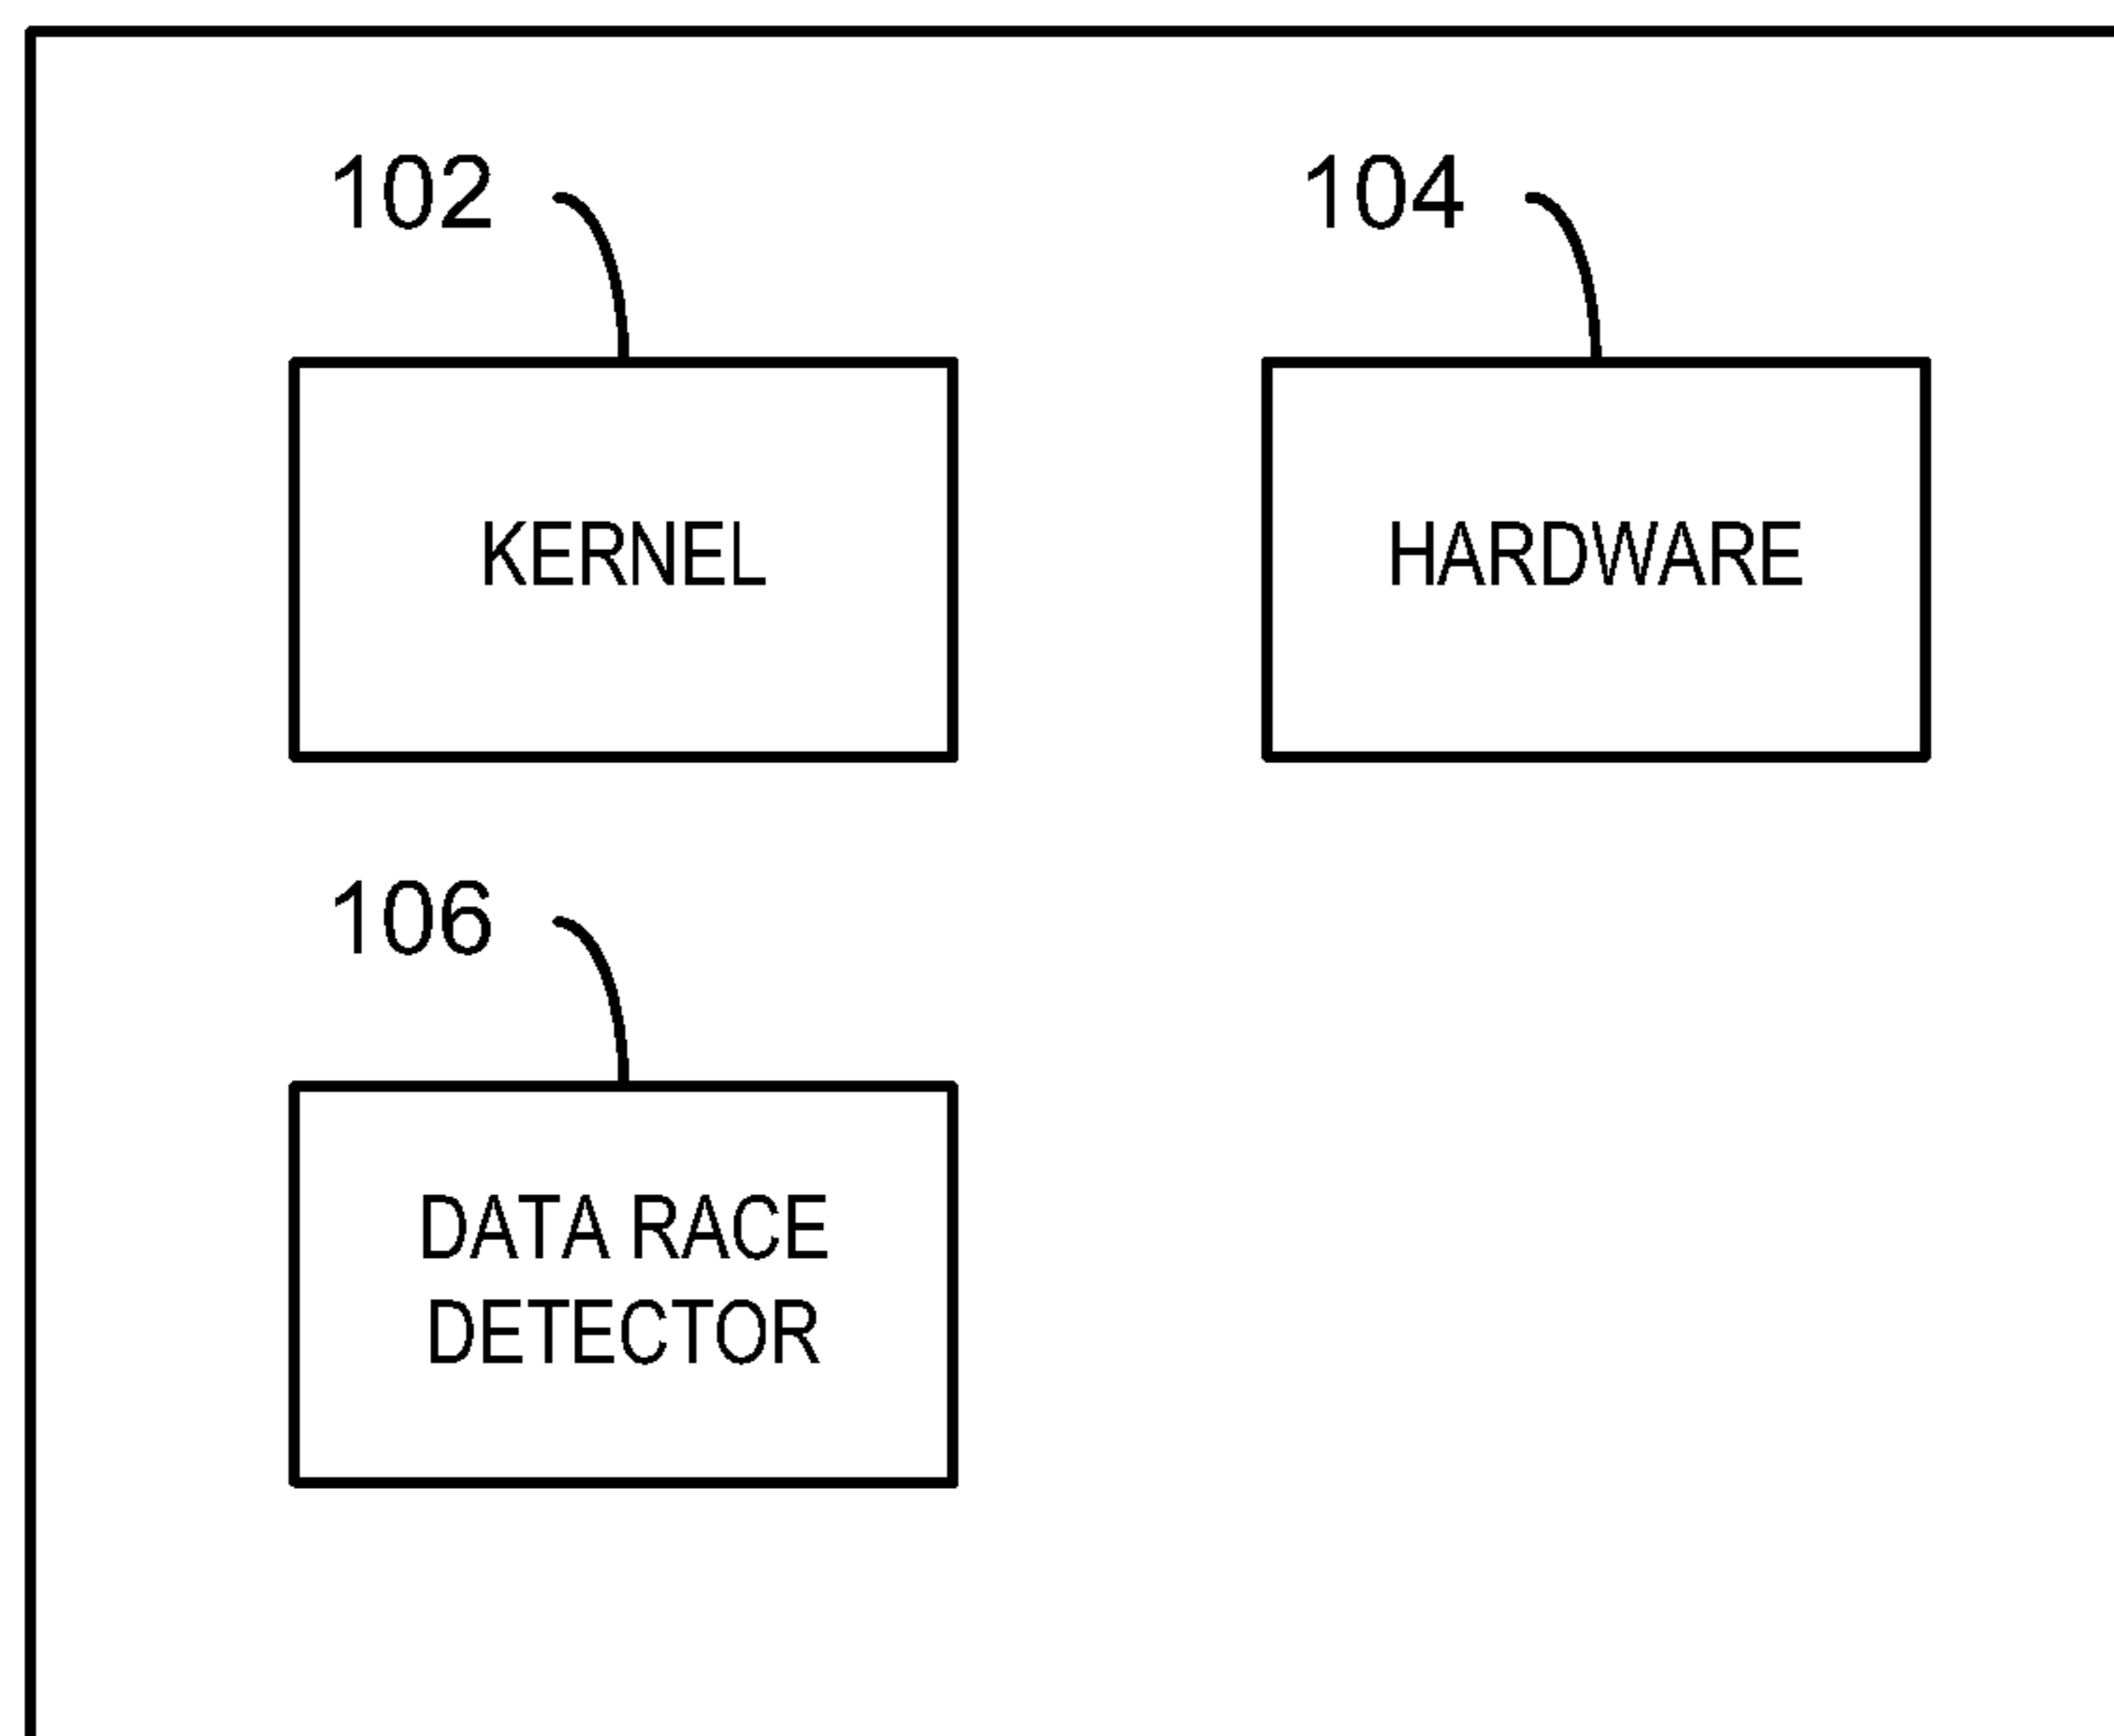 102
104
KERNEL
HARDWARE
106
DATA RACE
DETECTOR